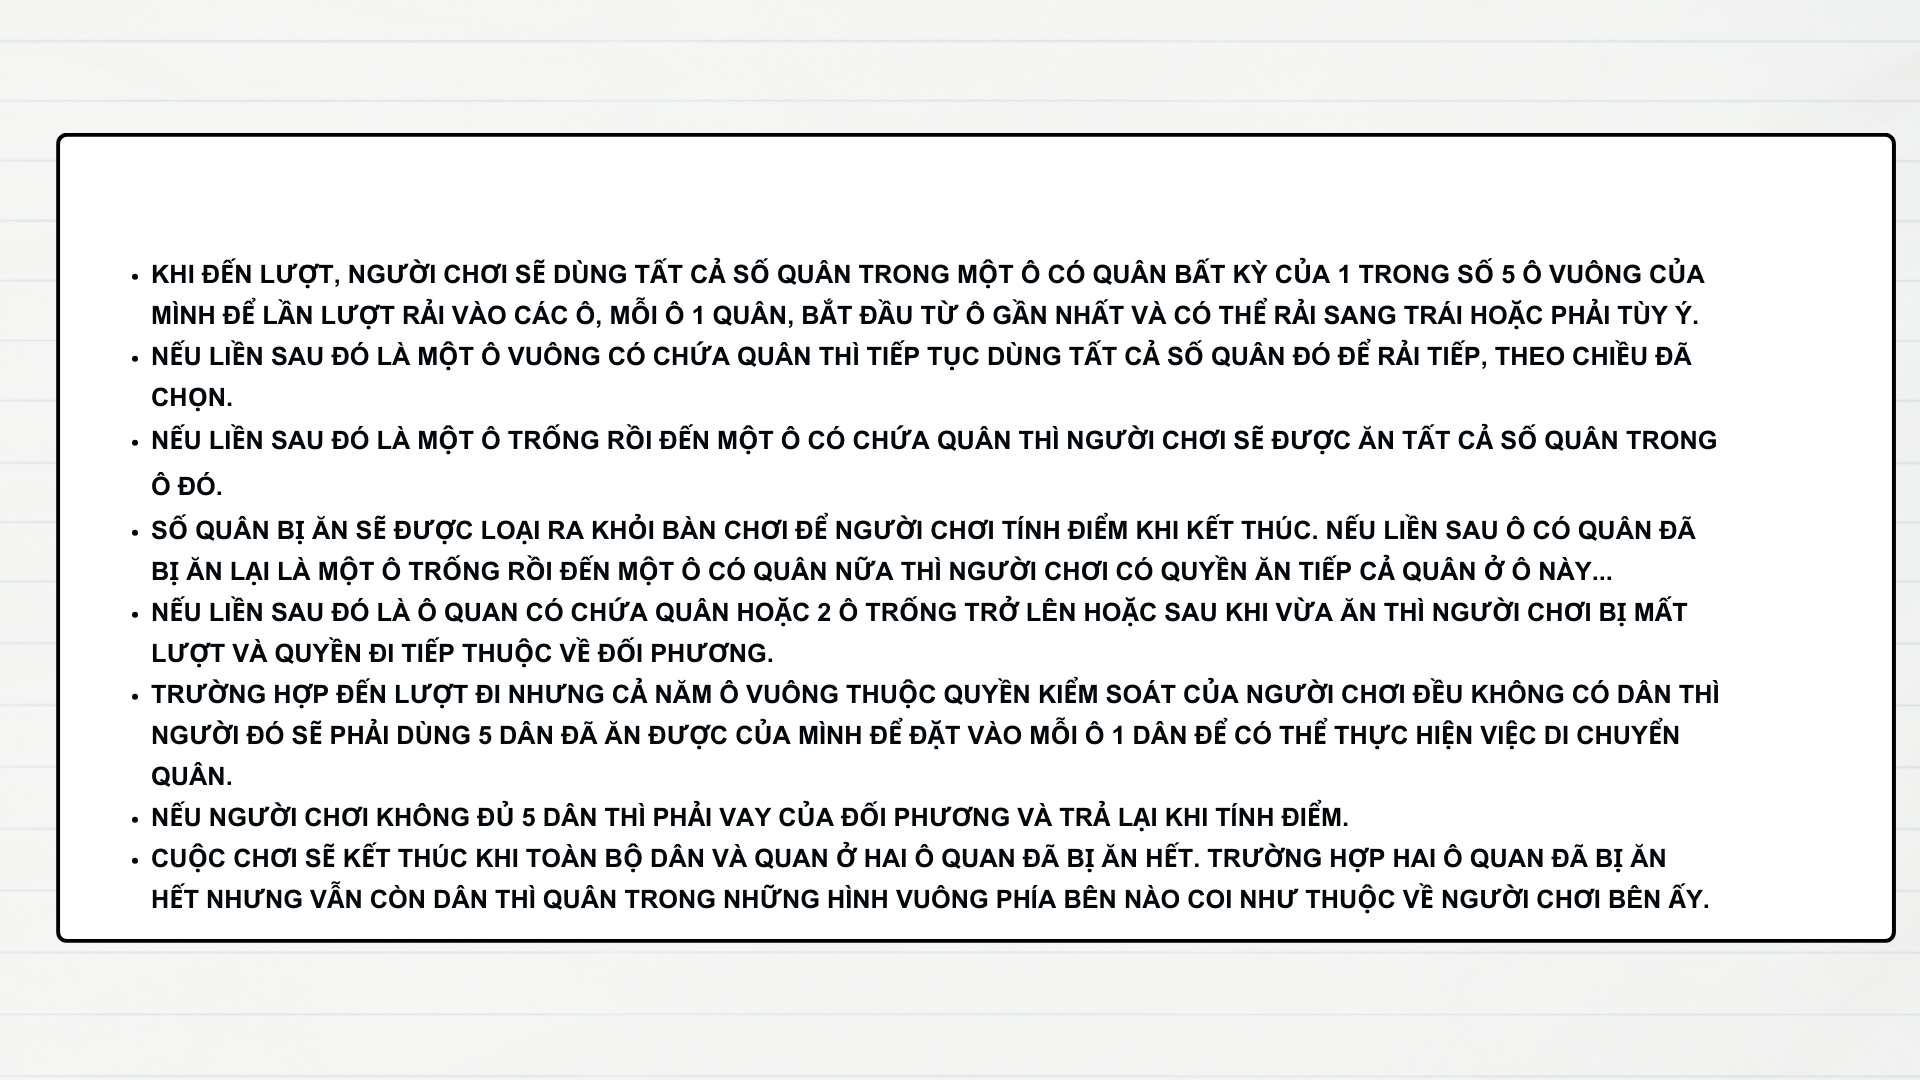 • KHI ĐẾN LƯỢT, NGƯỜI CHƠI SẼ DÙNG TẤT CẢ SỐ QUÂN TRONG MỘT Ô CÓ QUÂN BẤT KỲ CỦA 1 TRONG SỐ 5 Ô VUÔNG CỦA
MÌNH ĐỂ LẦN LƯỢT RẢI VÀO CÁC Ô, MỖI Ô 1 QUÂN, BẮT ĐẦU TỪ Ô GẦN NHẤT VÀ CÓ THỂ RẢI SANG TRÁI HOẶC PHẢI TÙY Ý.
• NẾU LIỀN SAU ĐÓ LÀ MỘT Ô VUÔNG CÓ CHỨA QUÂN THÌ TIẾP TỤC DÙNG TẤT CẢ SỐ QUÂN ĐÓ ĐỂ RẢI TIẾP, THEO CHIỀU ĐÃ
CHỌN.
• NẾU LIỀN SAU ĐÓ LÀ MỘT Ô TRỐNG RỒI ĐẾN MỘT Ô CÓ CHỨA QUÂN THÌ NGƯỜI CHƠI SẼ ĐƯỢC ĂN TẤT CẢ SỐ QUÂN TRONG
Ô ĐÓ.
• SỐ QUÂN BỊ ĂN SẼ ĐƯỢC LOẠI RA KHỎI BÀN CHƠI ĐỂ NGƯỜI CHƠI TÍNH ĐIỂM KHI KẾT THÚC. NẾU LIỀN SAU Ô CÓ QUÂN ĐÃ
BỊ ĂN LẠI LÀ MỘT Ô TRỐNG RỒI ĐẾN MỘT Ô CÓ QUÂN NỮA THÌ NGƯỜI CHƠI CÓ QUYỀN ĂN TIẾP CẢ QUÂN Ở Ô NÀY...
• NẾU LIỀN SAU ĐÓ LÀ Ô QUAN CÓ CHỨA QUÂN HOẶC 2 Ô TRỐNG TRỞ LÊN HOẶC SAU KHI VỪA ĂN THÌ NGƯỜI CHƠI BỊ MẤT
LƯỢT VÀ QUYỀN ĐI TIẾP THUỘC VỀ ĐỐI PHƯƠNG.
• TRƯỜNG HỢP ĐẾN LƯỢT ĐI NHƯNG CẢ NĂM Ô VUÔNG THUỘC QUYỀN KIỂM SOÁT CỦA NGƯỜI CHƠI ĐỀU KHÔNG CÓ DÂN THÌ
NGƯỜI ĐÓ SẼ PHẢI DÙNG 5 DÂN ĐÃ ĂN ĐƯỢC CỦA MÌNH ĐỂ ĐẶT VÀO MỖI Ô 1 DÂN ĐỂ CÓ THỂ THỰC HIỆN VIỆC DI CHUYỂN
QUÂN.
• NẾU NGƯỜI CHƠI KHÔNG ĐỦ 5 DÂN THÌ PHẢI VAY CỦA ĐỐI PHƯƠNG VÀ TRẢ LẠI KHI TÍNH ĐIỂM.
• CUỘC CHƠI SẼ KẾT THÚC KHI TOÀN BỘ DÂN VÀ QUAN Ở HAI Ô QUAN ĐÃ BỊ ĂN HẾT. TRƯỜNG HỢP HAI Ô QUAN ĐÃ BỊ ĂN
HẾT NHƯNG VẪN CÒN DÂN THÌ QUÂN TRONG NHỮNG HÌNH VUÔNG PHÍA BÊN NÀO COI NHƯ THUỘC VỀ NGƯỜI CHƠI BÊN ẤY.